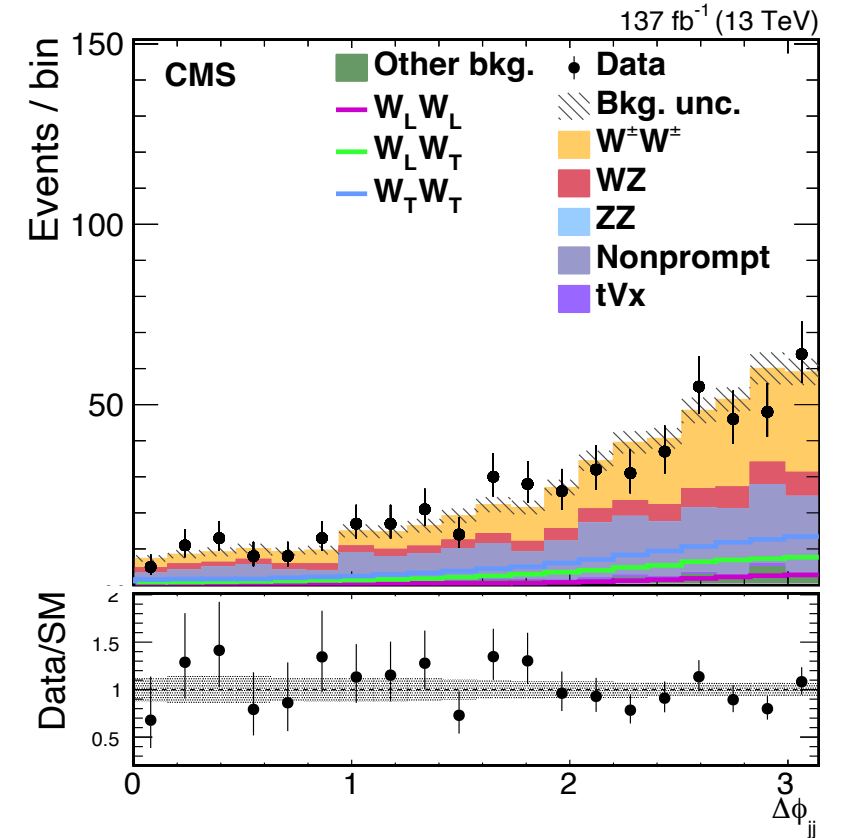 137 fb⁻¹ (13 TeV)
CMS
Other bkg.
W_L W_L
W_L W_T
W_T W_T
Data
Bkg. unc.
W±W±
WZ
ZZ
Nonprompt
tVx
Events / bin
150
100
50
Data/SM
2
1.5
1
0.5
0 1 2 3
Δϕ_jj